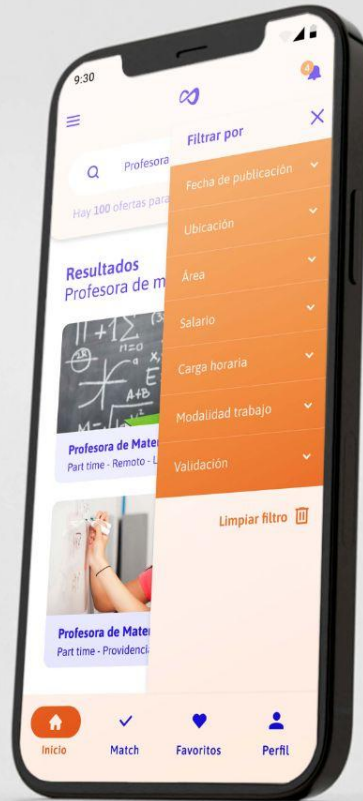 9:30
4
Filtrar por
Profesora
Hay 100 ofertas para
Fecha de publicación
Ubicación
Área
Salario
Carga horaria
Modalidad trabajo
Validación
Limpiar filtro
Resultados
Profesora de m
Profesora de Mate
Part time - Remoto - L
Profesora de Mater
Part time - Providencia
Inicio
Match
Favoritos
Perfil